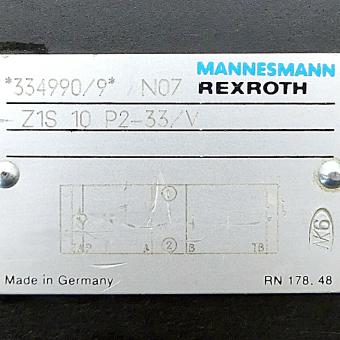 *334990/9* N07
MANNESMANN
REXROTH
- Z1S 10 P2-33/V
1
A 2 B TB
Made in Germany
RN 178.48